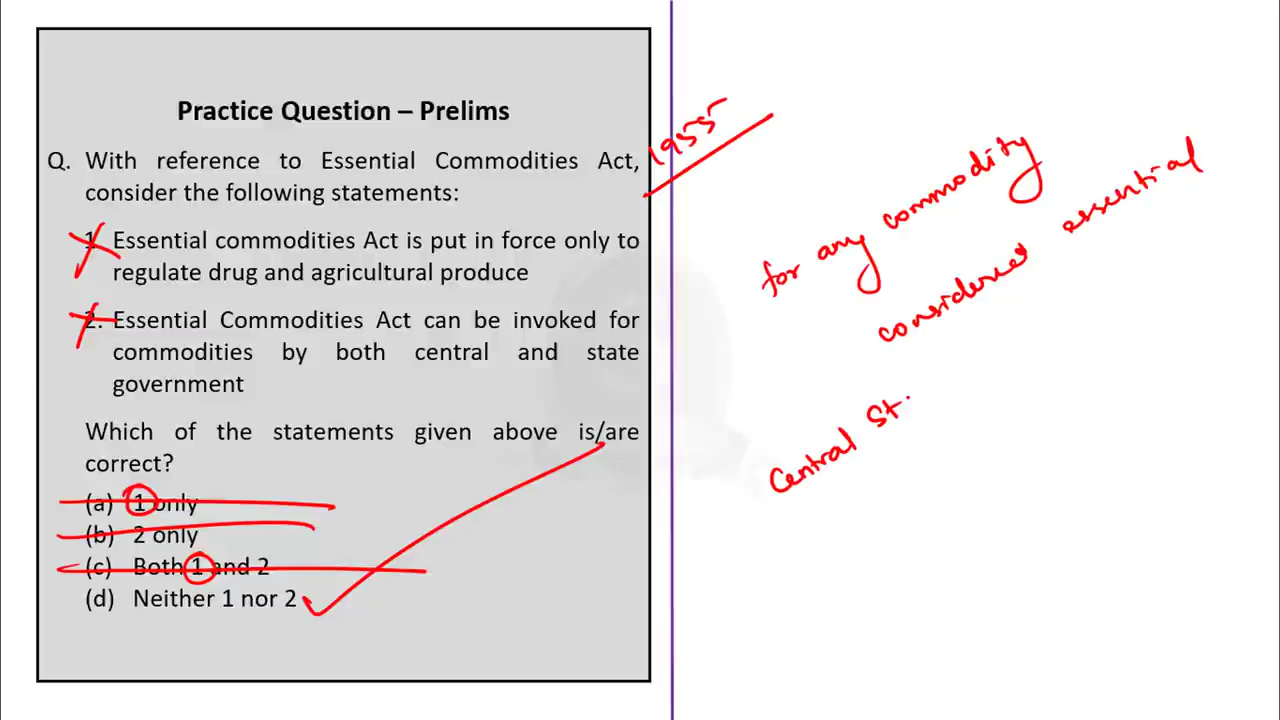 Practice Question – Prelims
Q. With reference to Essential Commodities Act,
consider the following statements:
1. Essential commodities Act is put in force only to
regulate drug and agricultural produce
2. Essential Commodities Act can be invoked for
commodities by both central and state
government
Which of the statements given above is/are
correct?
(a) 1 only
(b) 2 only
(c) Both 1 and 2
(d) Neither 1 nor 2
1955
for any commodity
considered essential
Central St.